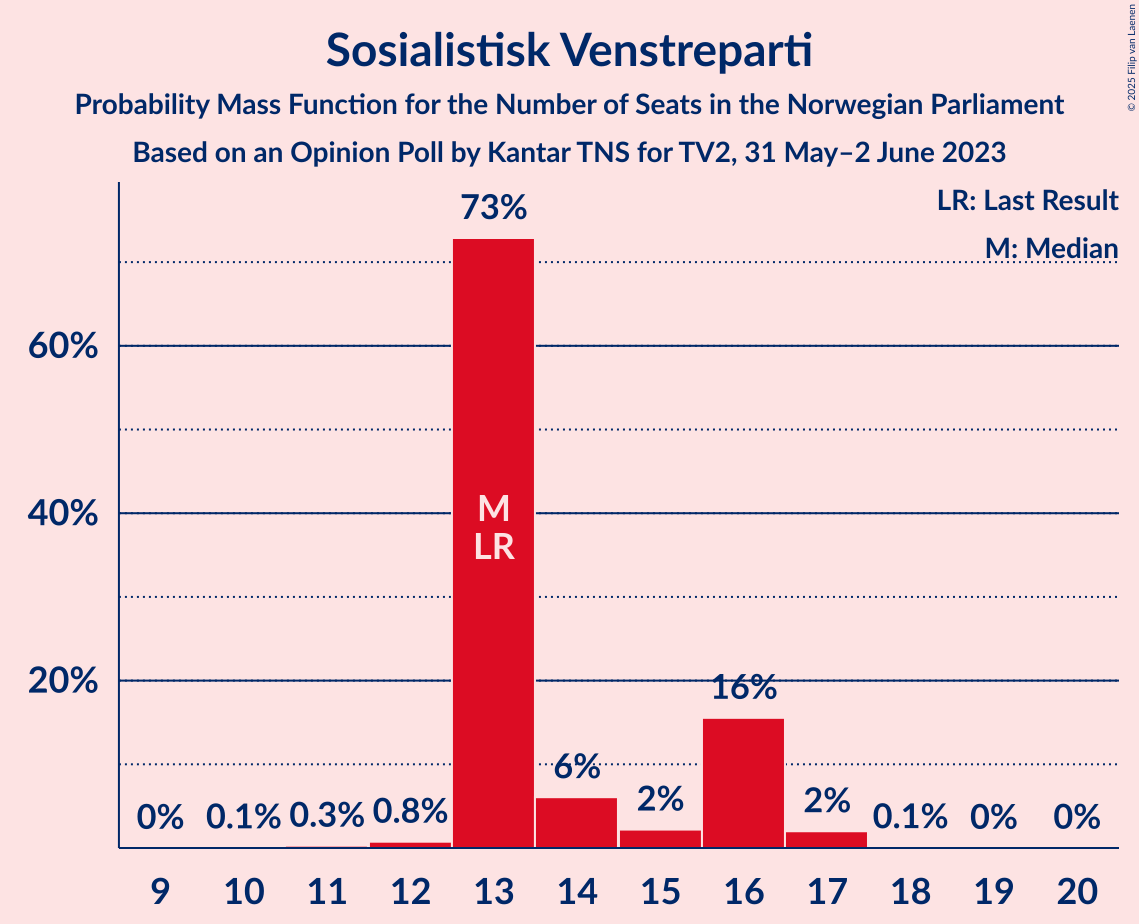 Sosialistisk Venstreparti
Probability Mass Function for the Number of Seats in the Norwegian Parliament
Based on an Opinion Poll by Kantar TNS for TV2, 31 May–2 June 2023
© 2025 Filip van Laenen
LR: Last Result
M: Median
73%
60%
40%
20%
M
LR
16%
6%
2%
2%
0%
0.1%
0.3%
0.8%
0.1%
0%
0%
9 10 11 12 13 14 15 16 17 18 19 20